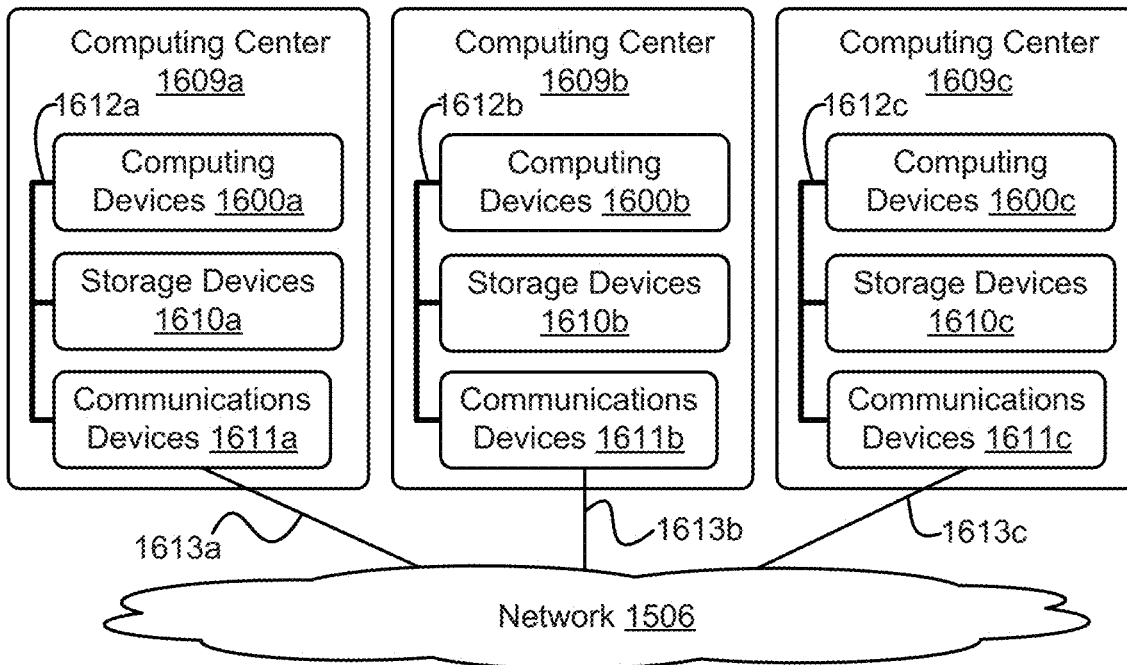 Computing Center
1609a
1612a
Computing
Devices 1600a
Storage Devices
1610a
Communications
Devices 1611a
Computing Center
1609b
1612b
Computing
Devices 1600b
Storage Devices
1610b
Communications
Devices 1611b
Computing Center
1609c
1612c
Computing
Devices 1600c
Storage Devices
1610c
Communications
Devices 1611c
1613a
1613b
1613c
Network 1506